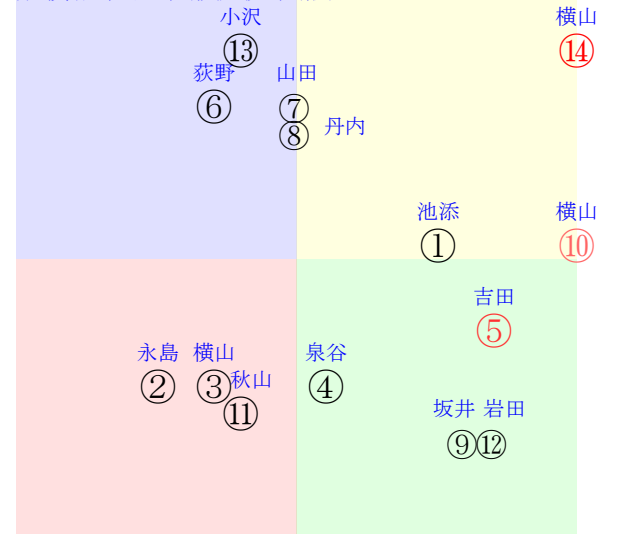 小沢
横山
⑬
⑭
荻野
山田
⑥
⑦
丹内
⑧
池添
横山
①
⑩
吉田
⑤
永島
横山
泉谷
②
③
秋山
④
⑪
坂井
岩田
⑨
⑫